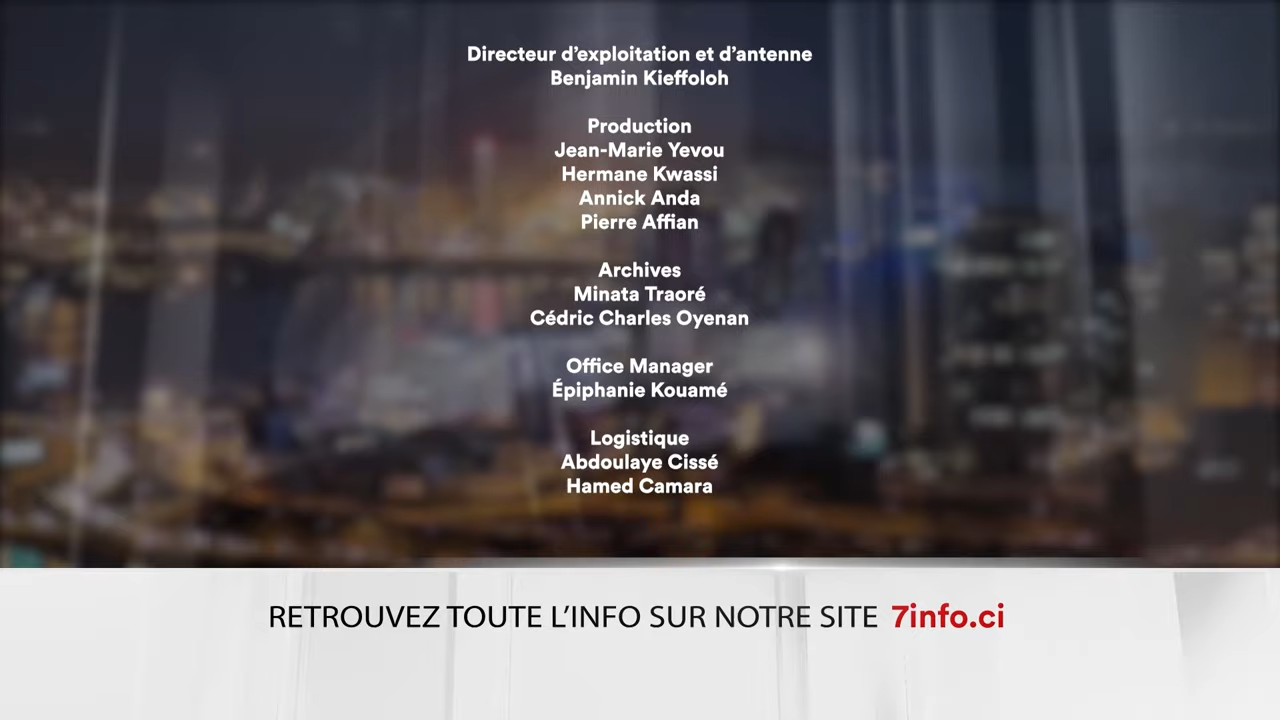 Directeur d’exploitation et d’antenne
Benjamin Kieffoloh
Production
Jean-Marie Yevou
Hermane Kwassi
Annick Anda
Pierre Affian
Archives
Minata Traoré
Cédric Charles Oyenan
Office Manager
Épiphanie Kouamé
Logistique
Abdoulaye Cissé
Hamed Camara
RETROUVEZ TOUTE L’INFO SUR NOTRE SITE 7info.ci